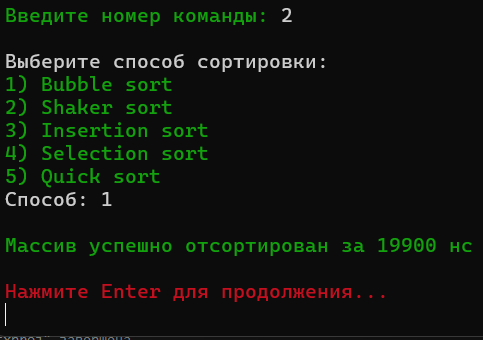 Введите номер команды: 2
Выберите способ сортировки:
1) Bubble sort
2) Shaker sort
3) Insertion sort
4) Selection sort
5) Quick sort
Способ: 1
Массив успешно отсортирован за 19900 нс
Нажмите Enter для продолжения...